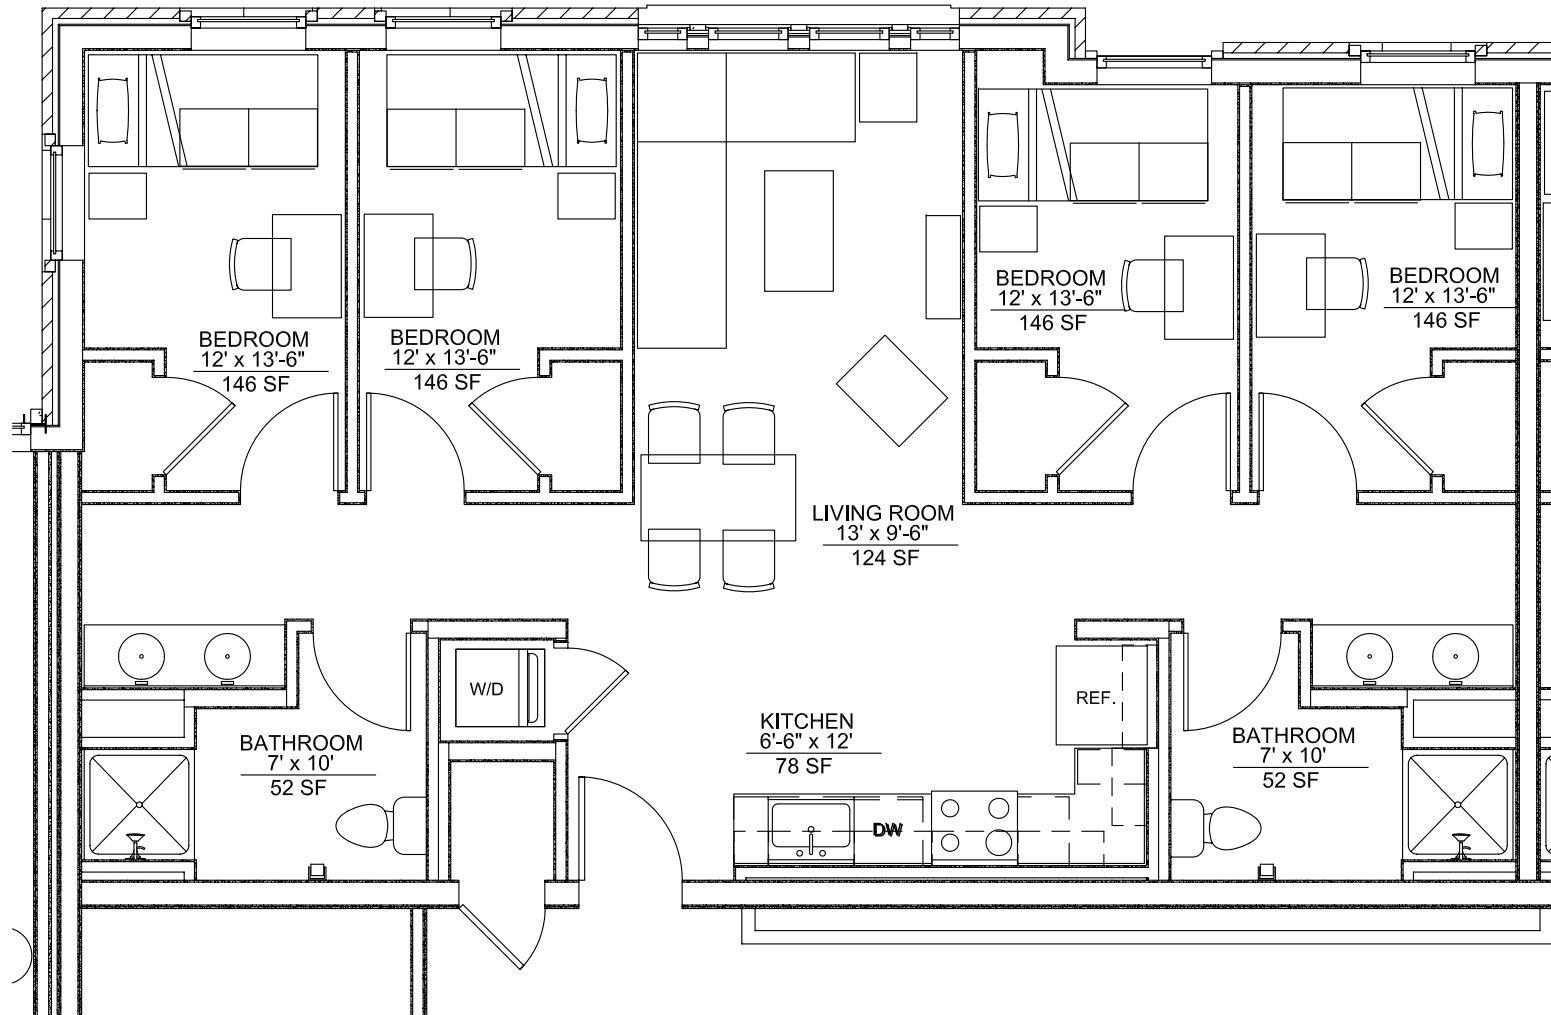 BEDROOM
12' x 13'-6"
146 SF
BEDROOM
12' x 13'-6"
146 SF
BEDROOM
12' x 13'-6"
146 SF
BEDROOM
12' x 13'-6"
146 SF
LIVING ROOM
13' x 9'-6"
124 SF
W/D
REF.
BATHROOM
7' x 10'
52 SF
KITCHEN
6'-6" x 12'
78 SF
BATHROOM
7' x 10'
52 SF
DW